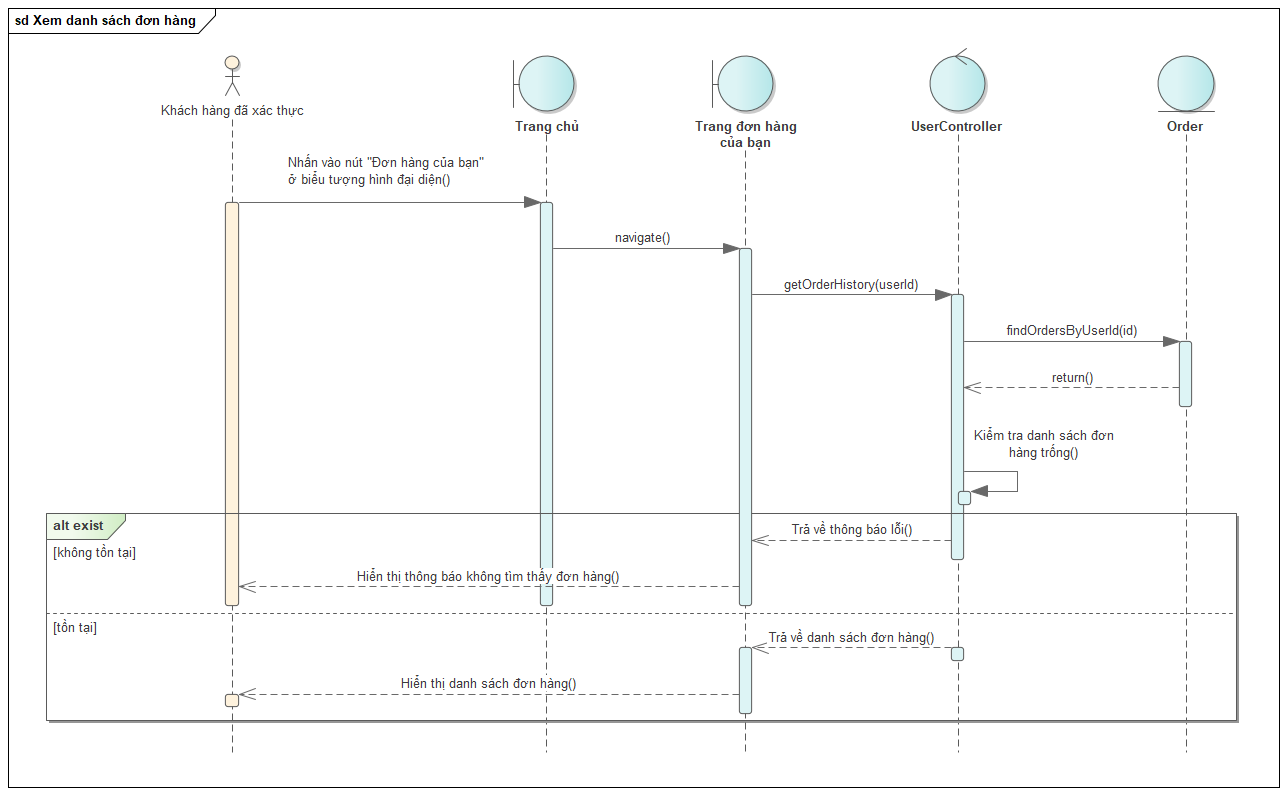 sd Xem danh sách đơn hàng
Khách hàng đã xác thực
Trang chủ
Trang đơn hàng
của bạn
UserController
Order
Nhấn vào nút "Đơn hàng của bạn"
ở biểu tượng hình đại diện()
navigate()
getOrderHistory(userId)
findOrdersByUserId(id)
return()
Kiểm tra danh sách đơn
hàng trống()
alt exist
[không tồn tại]
Trả về thông báo lỗi()
Hiển thị thông báo không tìm thấy đơn hàng()
[tồn tại]
Trả về danh sách đơn hàng()
Hiển thị danh sách đơn hàng()